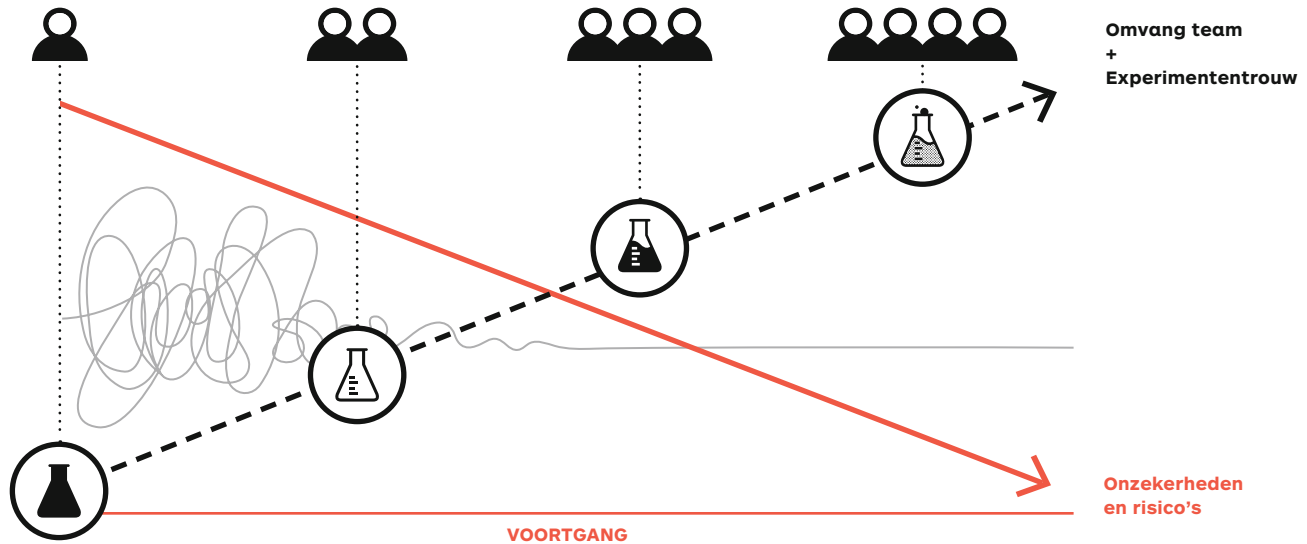 Omvang team
+
Experimententrouw
Onzekerheden
en risico’s
VOORTGANG